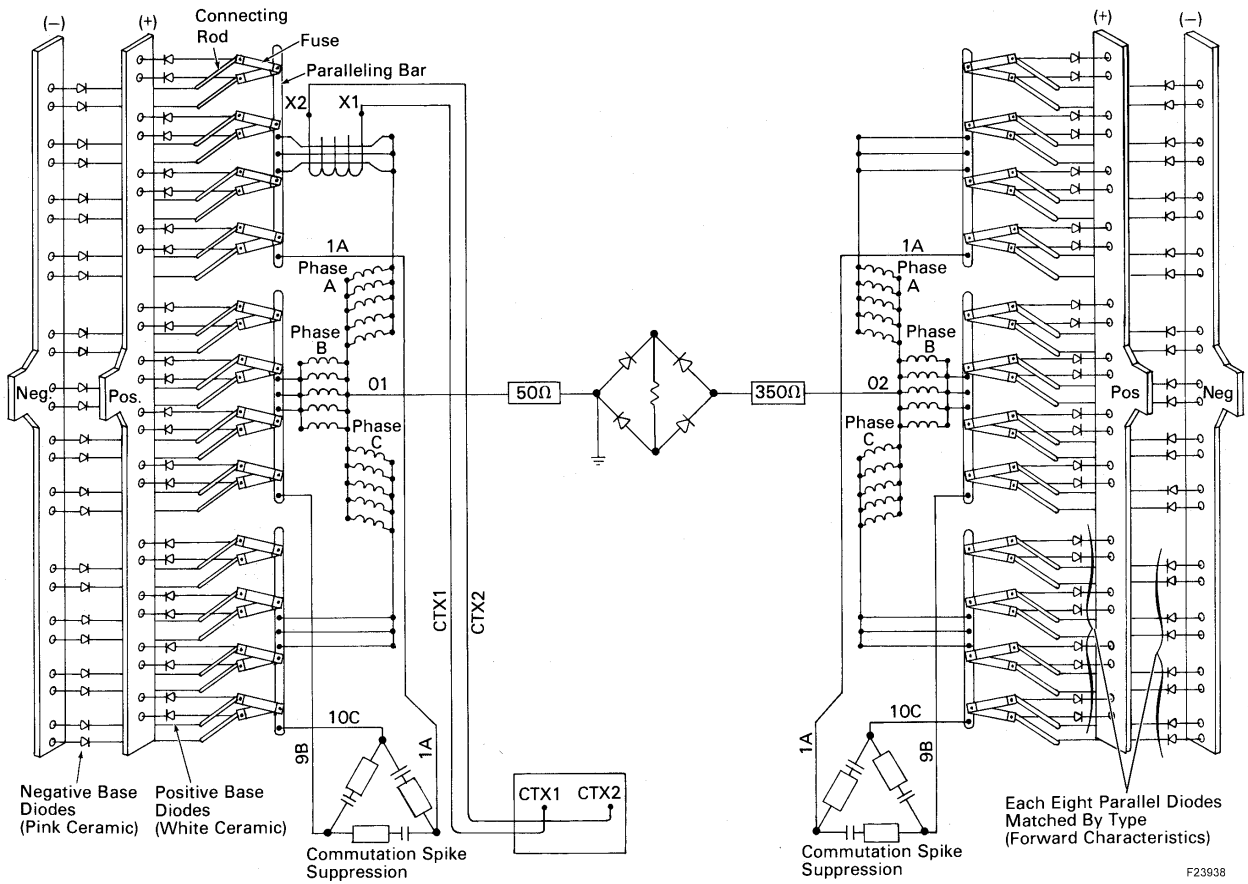 (−)
(+)
Connecting
Rod
Fuse
Paralleling Bar
X2
X1
(+)
(−)
1A
Phase
A
Phase
B
01
Phase
C
Neg.
Pos.
50Ω
350Ω
1A
Phase
A
Phase
B
02
Phase
C
Pos
Neg
CTX1
CTX2
10C
9B
1A
10C
1A
9B
Negative Base
Diodes
(Pink Ceramic)
Positive Base
Diodes
(White Ceramic)
Commutation Spike
Suppression
CTX1
CTX2
Commutation Spike
Suppression
Each Eight Parallel Diodes
Matched By Type
(Forward Characteristics)
F23938